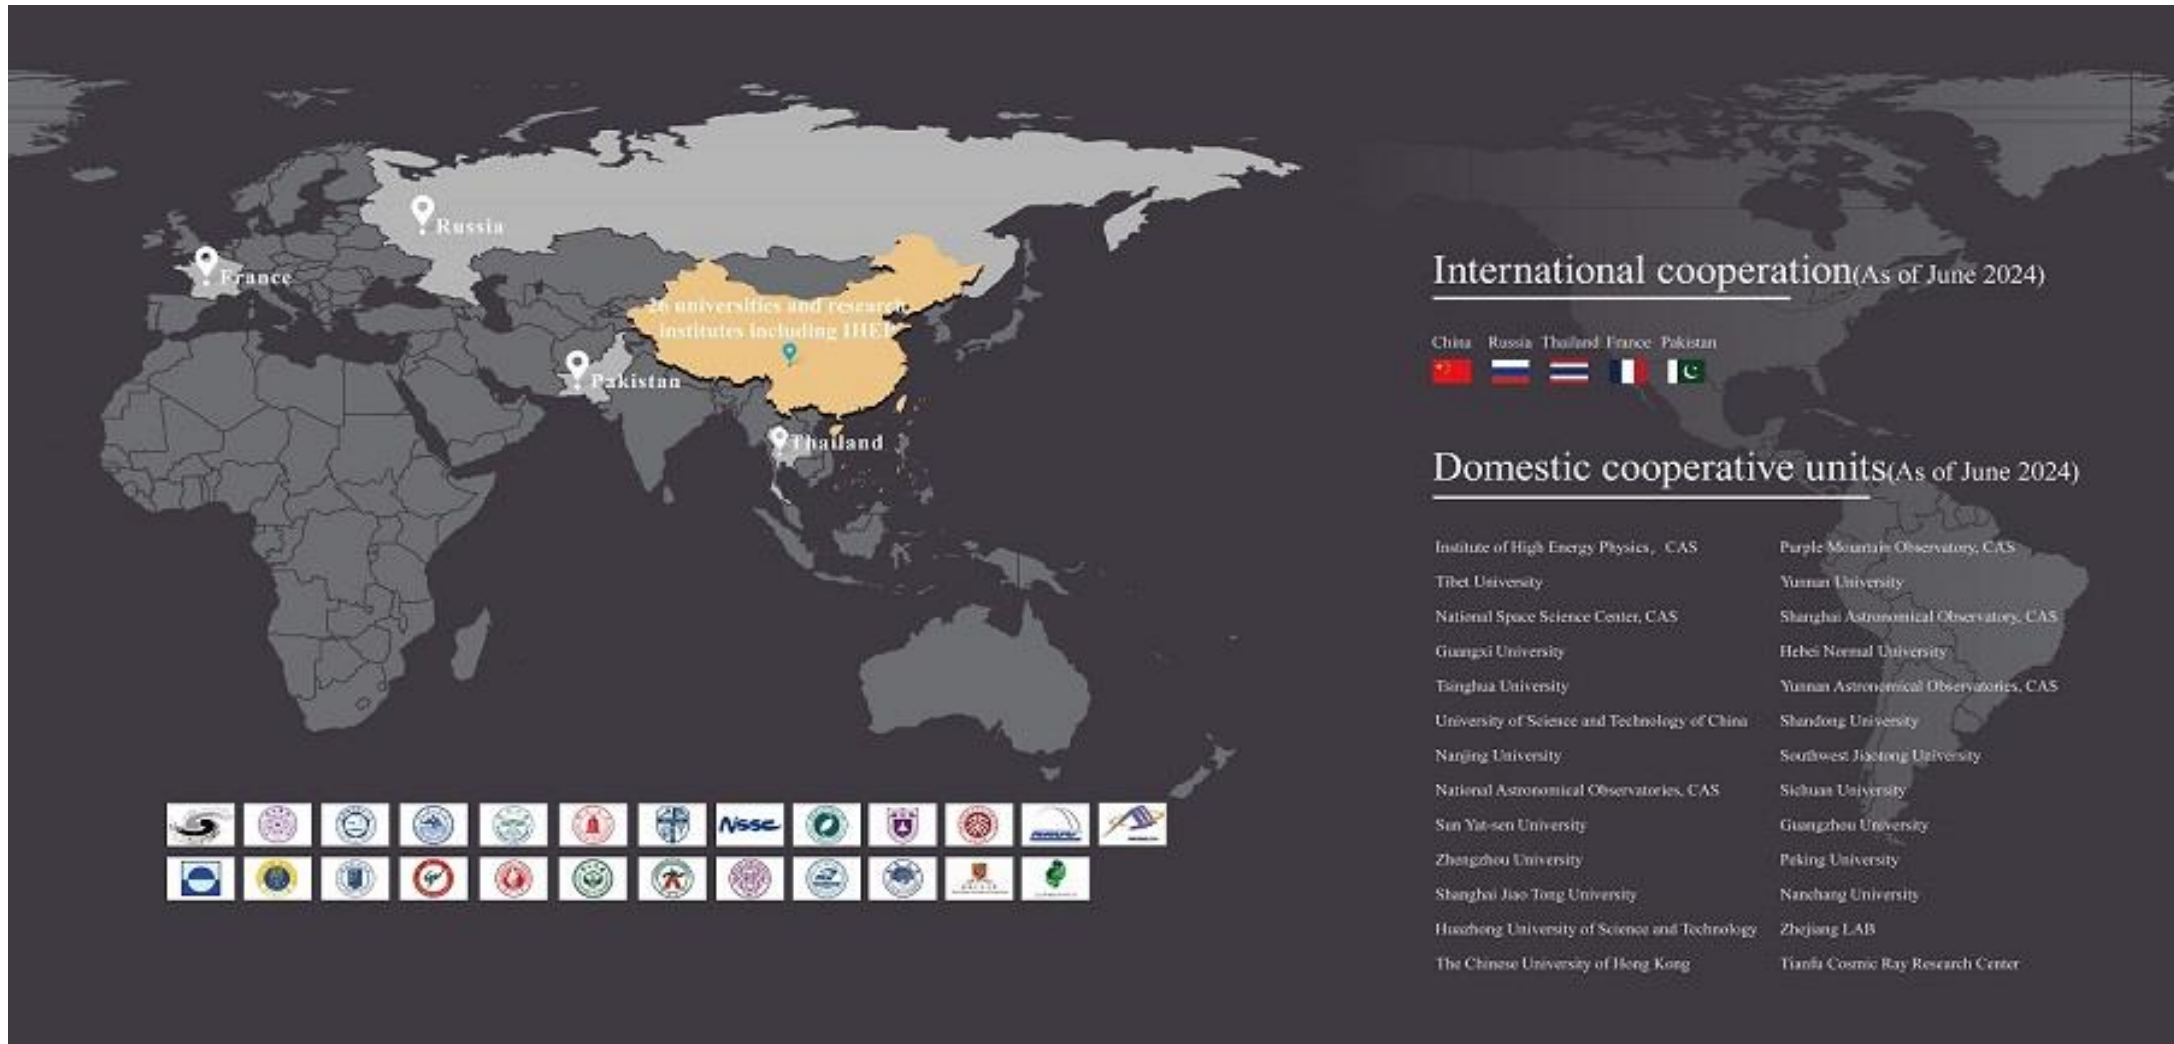 Russia
France
26 universities and research
institutes including IHEP
Pakistan
Thailand
International cooperation(As of June 2024)
China Russia Thailand France Pakistan
Domestic cooperative units(As of June 2024)
Institute of High Energy Physics, CAS
Tibet University
National Space Science Center, CAS
Guangxi University
Tsinghua University
University of Science and Technology of China
Nanjing University
National Astronomical Observatories, CAS
Sun Yat-sen University
Zhengzhou University
Shanghai Jiao Tong University
Huazhong University of Science and Technology
The Chinese University of Hong Kong
Purple Mountain Observatory, CAS
Yunnan University
Shanghai Astronomical Observatory, CAS
Hebei Normal University
Yunnan Astronomical Observatories, CAS
Shandong University
Southwest Jiaotong University
Sichuan University
Guangzhou University
Peking University
Nanchang University
Zhejiang LAB
Tianfu Cosmic Ray Research Center
NSSC